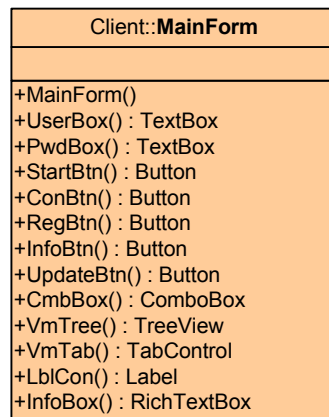 Client::MainForm
+MainForm()
+UserBox() : TextBox
+PwdBox() : TextBox
+StartBtn() : Button
+ConBtn() : Button
+RegBtn() : Button
+InfoBtn() : Button
+UpdateBtn() : Button
+CmbBox() : ComboBox
+VmTree() : TreeView
+VmTab() : TabControl
+LblCon() : Label
+InfoBox() : RichTextBox